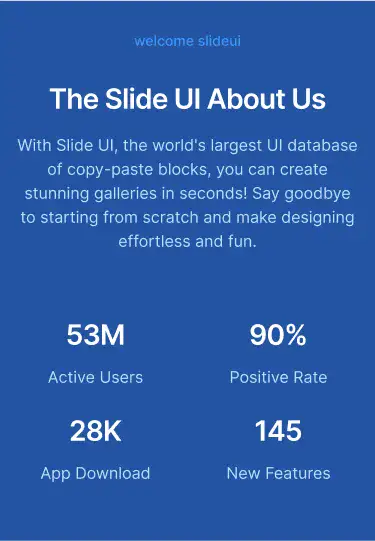 welcome slideui
The Slide UI About Us
With Slide UI, the world's largest UI database
of copy-paste blocks, you can create
stunning galleries in seconds! Say goodbye
to starting from scratch and make designing
effortless and fun.
53M
90%
Active Users
Positive Rate
28K
145
App Download
New Features